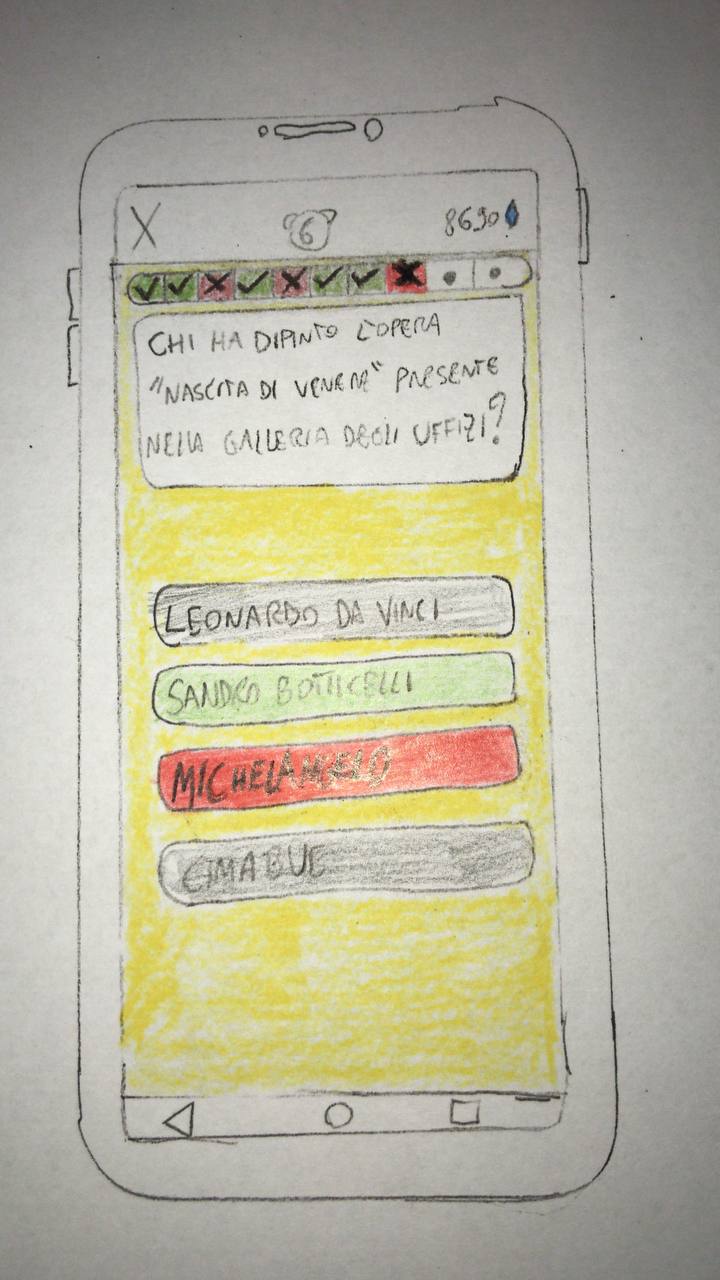 X
6
8690
CHI HA DIPINTO L'OPERA
"NASCITA DI VENERE" PRESENTE
NELLA GALLERIA DEGLI UFFIZI?
LEONARDO DA VINCI
SANDRO BOTTICELLI
MICHELANGELO
CIMABUE